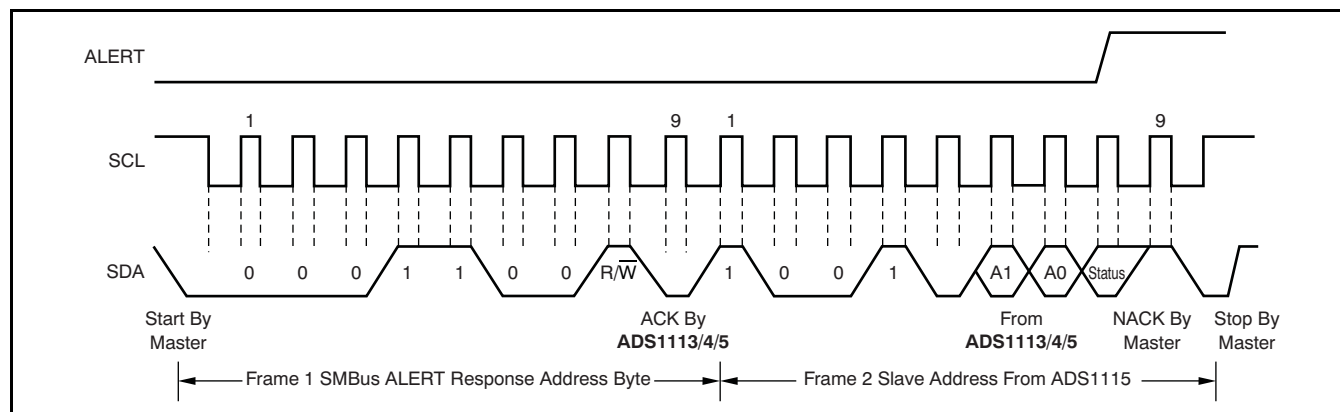 ALERT
1 9 1 9
SCL
SDA 0 0 0 1 1 0 0 R/W 1 0 0 1 A1 A0 Status
Start By
Master
ACK By
ADS1113/4/5
From
ADS1113/4/5
NACK By
Master
Stop By
Master
Frame 1 SMBus ALERT Response Address Byte
Frame 2 Slave Address From ADS1115